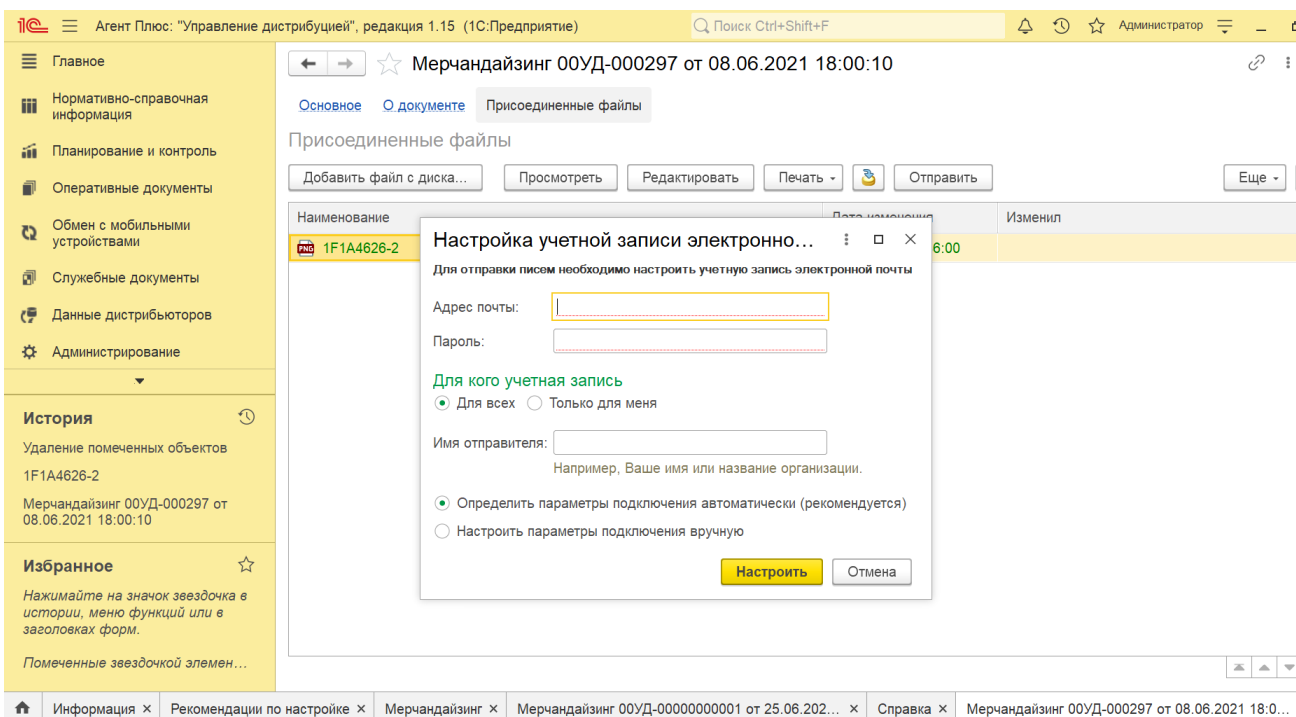 1С Агент Плюс: "Управление дистрибуцией", редакция 1.15 (1С:Предприятие) Поиск Ctrl+Shift+F Администратор
Главное
Нормативно-справочная
информация
Планирование и контроль
Оперативные документы
Обмен с мобильными
устройствами
Служебные документы
Данные дистрибьюторов
Администрирование
История
Удаление помеченных объектов
1F1A4626-2
Мерчандайзинг 00УД-000297 от
08.06.2021 18:00:10
Избранное
Нажимайте на значок звездочка в
истории, меню функций или в
заголовках форм.
Помеченные звездочкой элемен...
Мерчандайзинг 00УД-000297 от 08.06.2021 18:00:10
Основное О документе Присоединенные файлы
Присоединенные файлы
Добавить файл с диска... Просмотреть Редактировать Печать Отправить Еще
Наименование Дата изменения Изменил
PNG 1F1A4626-2 6:00
Настройка учетной записи электронно...
Для отправки писем необходимо настроить учетную запись электронной почты
Адрес почты:
Пароль:
Для кого учетная запись
Для всех Только для меня
Имя отправителя:
Например, Ваше имя или название организации.
Определить параметры подключения автоматически (рекомендуется)
Настроить параметры подключения вручную
Настроить Отмена
Информация × Рекомендации по настройке × Мерчандайзинг × Мерчандайзинг 00УД-00000000001 от 25.06.202... × Справка × Мерчандайзинг 00УД-000297 от 08.06.2021 18:0...